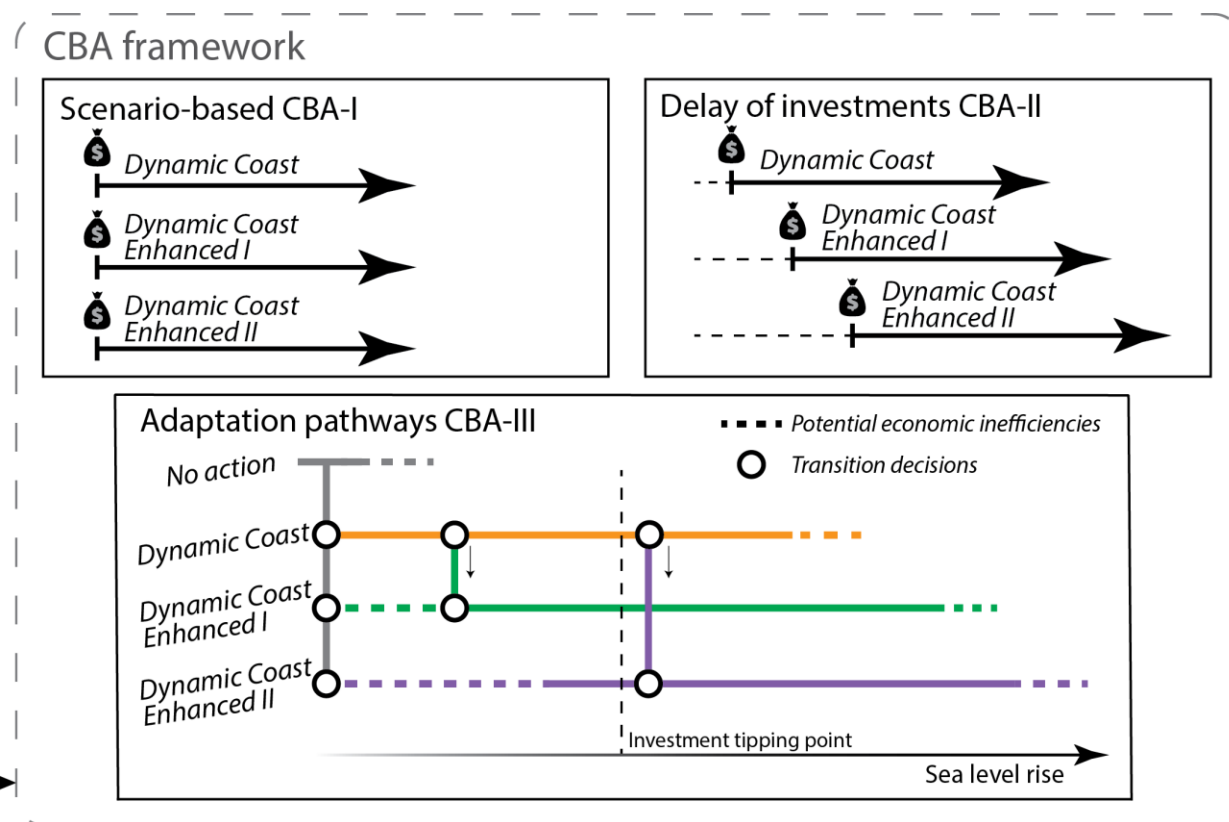 CBA framework
Scenario-based CBA-I
$
Dynamic Coast
$
Dynamic Coast
Enhanced I
$
Dynamic Coast
Enhanced II
Delay of investments CBA-II
$
Dynamic Coast
$
Dynamic Coast
Enhanced I
$
Dynamic Coast
Enhanced II
Adaptation pathways CBA-III
Potential economic inefficiencies
Transition decisions
No action
Dynamic Coast
Dynamic Coast
Enhanced I
Dynamic Coast
Enhanced II
Investment tipping point
Sea level rise